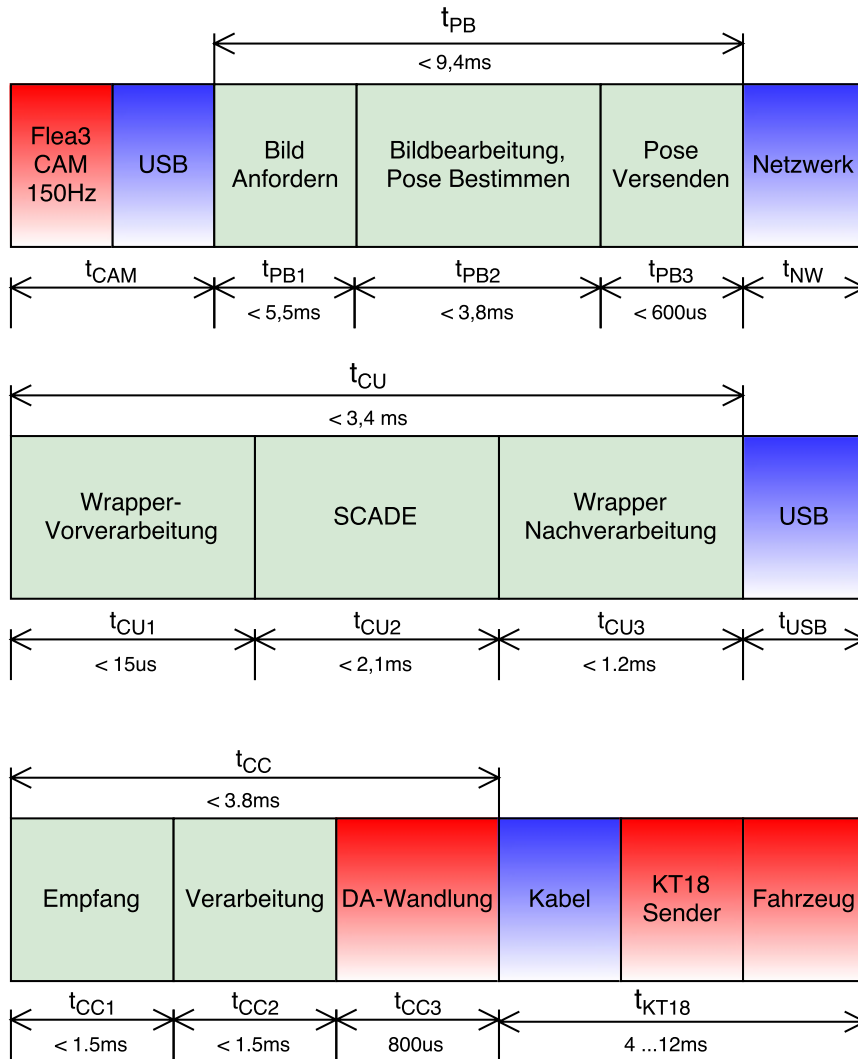 tPB
< 9,4ms
Flea3
CAM
150Hz
USB
Bild
Anfordern
Bildbearbeitung,
Pose Bestimmen
Pose
Versenden
Netzwerk
tCAM
tPB1
tPB2
tPB3
tNW
< 5,5ms
< 3,8ms
< 600us
tCU
< 3,4 ms
Wrapper-
Vorverarbeitung
SCADE
Wrapper
Nachverarbeitung
USB
tCU1
tCU2
tCU3
tUSB
< 15us
< 2,1ms
< 1.2ms
tCC
< 3.8ms
Empfang
Verarbeitung
DA-Wandlung
Kabel
KT18
Sender
Fahrzeug
tCC1
tCC2
tCC3
tKT18
< 1.5ms
< 1.5ms
800us
4 ...12ms